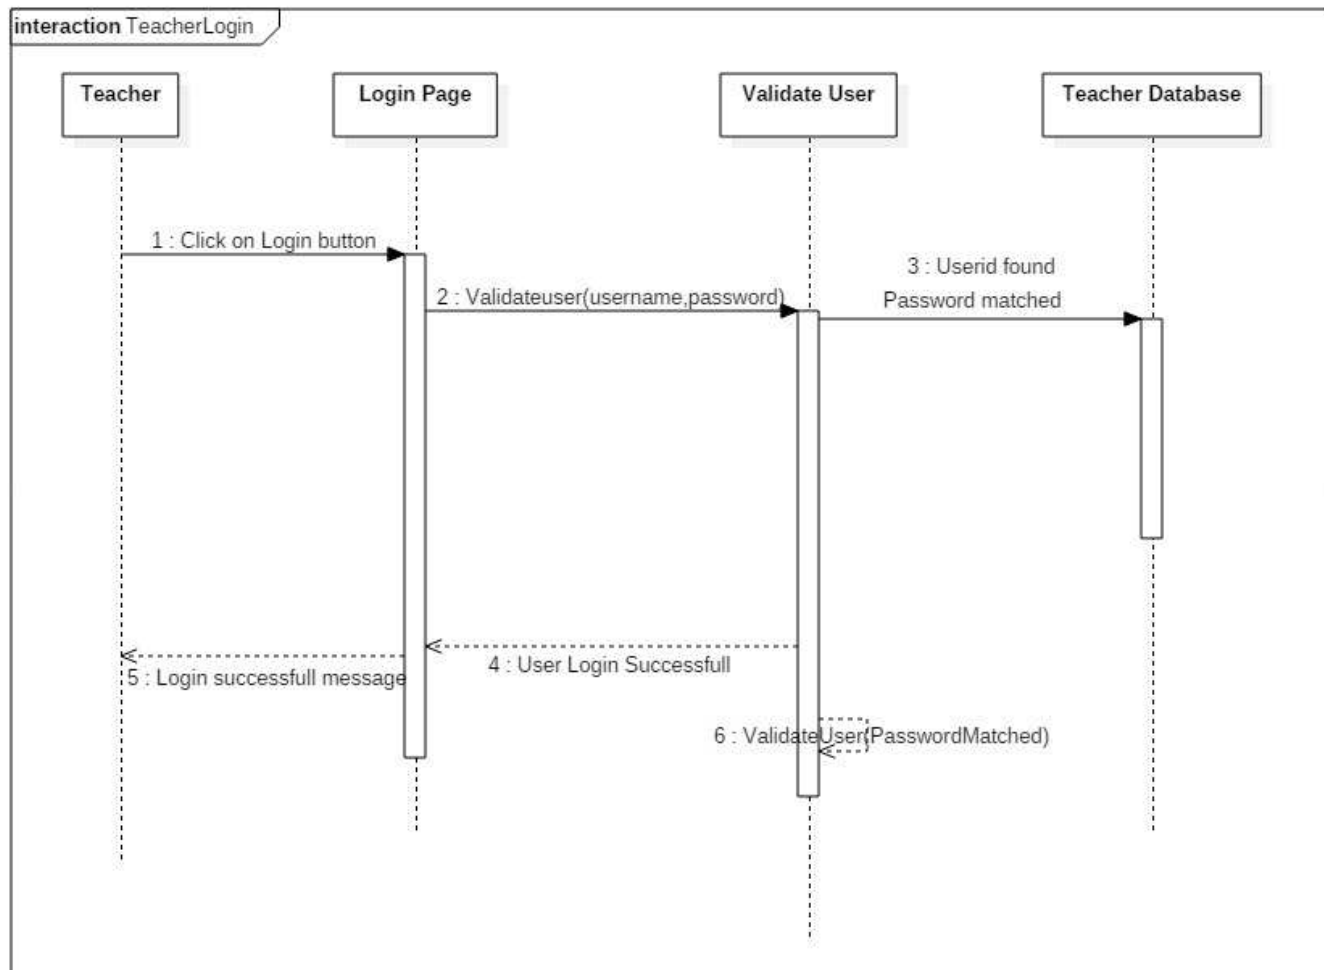 interaction TeacherLogin
Teacher
Login Page
Validate User
Teacher Database
1 : Click on Login button
2 : Validateuser(username,password)
3 : Userid found
Password matched
4 : User Login Successfull
5 : Login successfull message
6 : ValidateUser(PasswordMatched)